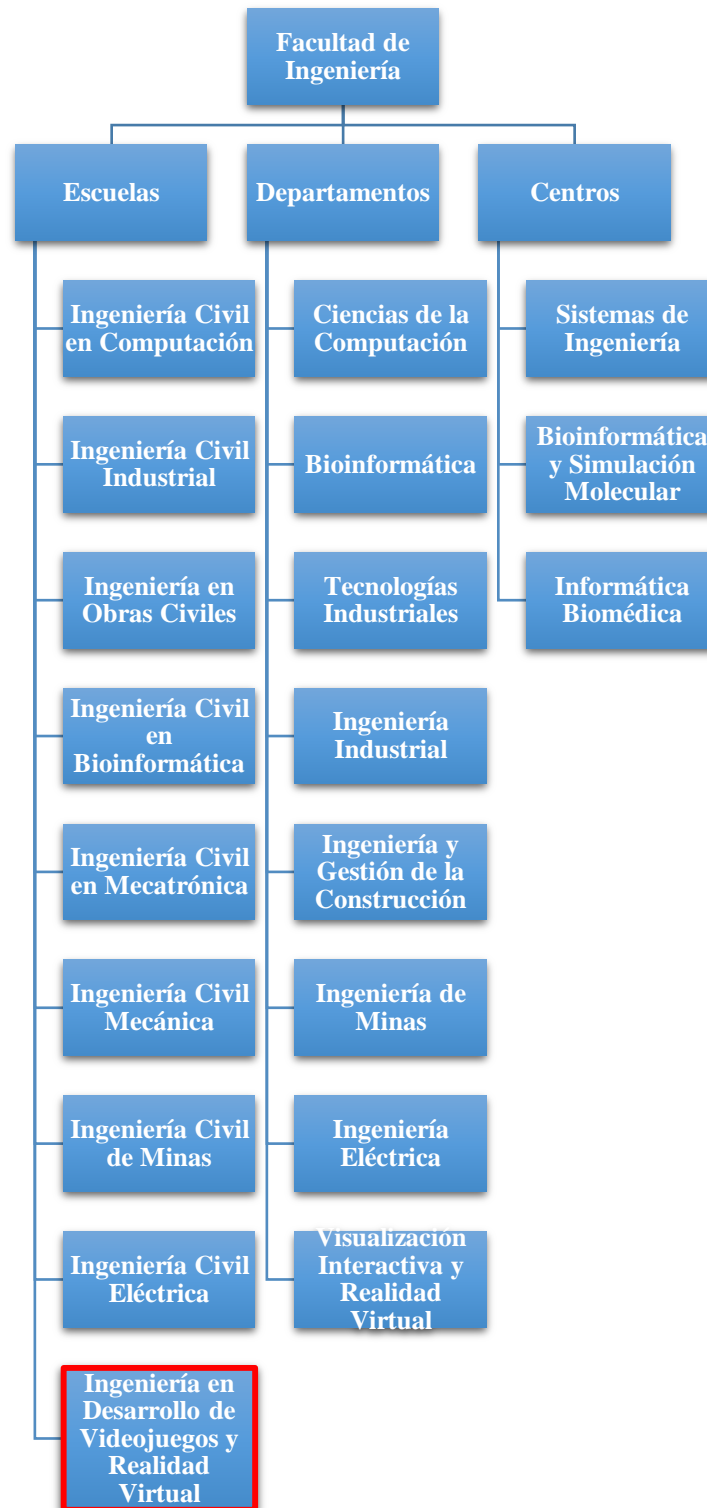 Facultad de
Ingeniería
Escuelas
Departamentos
Centros
Ingeniería Civil
en Computación
Ciencias de la
Computación
Sistemas de
Ingeniería
Ingeniería Civil
Industrial
Bioinformática
Bioinformática
y Simulación
Molecular
Ingeniería en
Obras Civiles
Tecnologías
Industriales
Informática
Biomédica
Ingeniería Civil
en
Bioinformática
Ingeniería
Industrial
Ingeniería Civil
en Mecatrónica
Ingeniería y
Gestión de la
Construcción
Ingeniería Civil
Mecánica
Ingeniería de
Minas
Ingeniería Civil
de Minas
Ingeniería
Eléctrica
Ingeniería Civil
Eléctrica
Visualización
Interactiva y
Realidad
Virtual
Ingeniería en
Desarrollo de
Videojuegos y
Realidad
Virtual